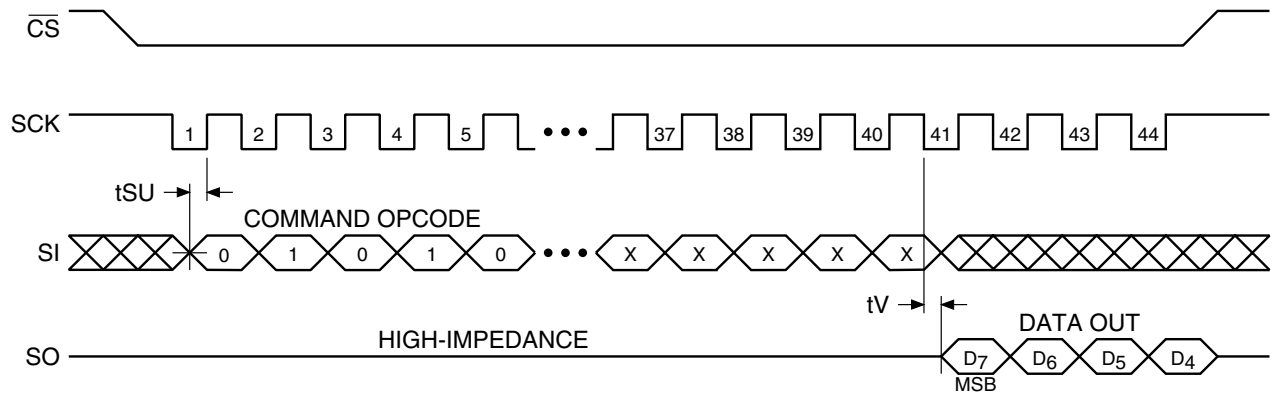 CS
SCK
1 2 3 4 5 ••• 37 38 39 40 41 42 43 44
tSU
COMMAND OPCODE
SI
0 1 0 1 0 ••• X X X X X
tV
DATA OUT
HIGH-IMPEDANCE
SO
D7 D6 D5 D4
MSB